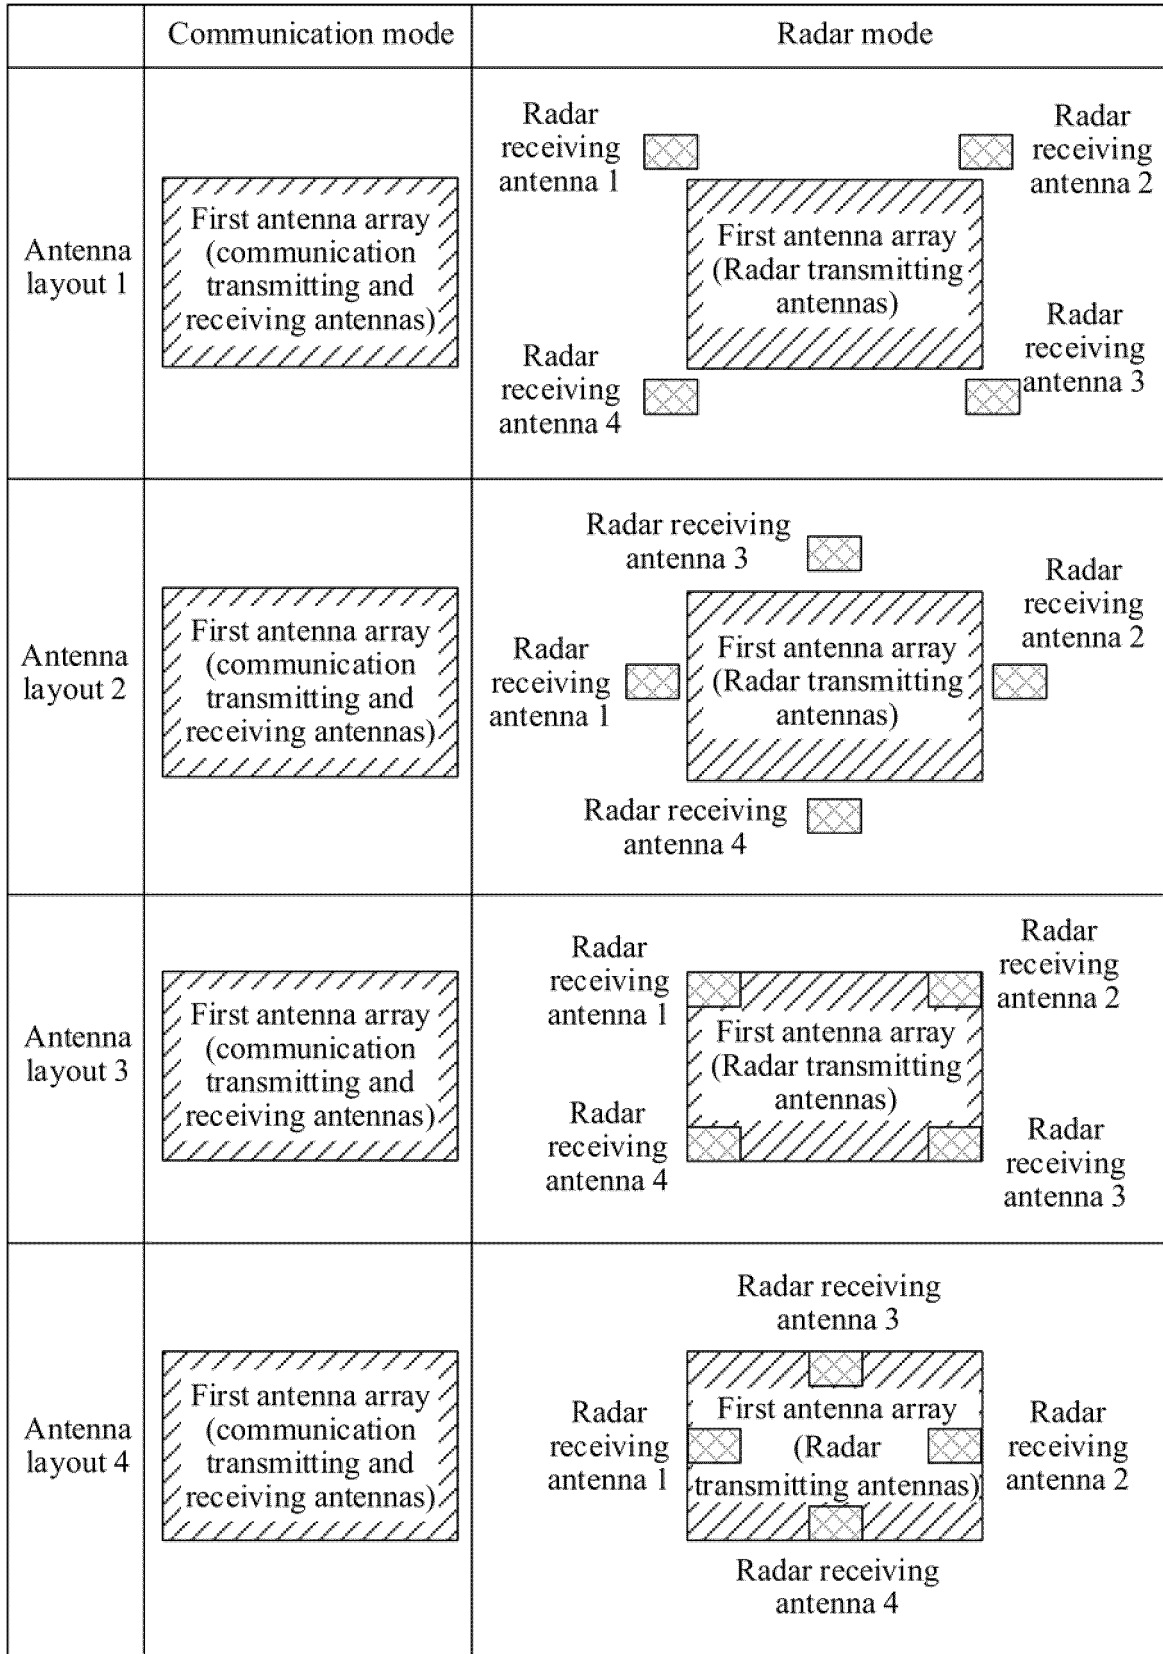 Communication mode
Radar mode
Antenna
layout 1
First antenna array
(communication
transmitting and
receiving antennas)
Radar
receiving
antenna 1
Radar
receiving
antenna 2
First antenna array
(Radar transmitting
antennas)
Radar
receiving
antenna 4
Radar
receiving
antenna 3
Antenna
layout 2
First antenna array
(communication
transmitting and
receiving antennas)
Radar receiving
antenna 3
Radar
receiving
antenna 1
First antenna array
(Radar transmitting
antennas)
Radar
receiving
antenna 2
Radar receiving
antenna 4
Antenna
layout 3
First antenna array
(communication
transmitting and
receiving antennas)
Radar
receiving
antenna 1
Radar
receiving
antenna 2
First antenna array
(Radar transmitting
antennas)
Radar
receiving
antenna 4
Radar
receiving
antenna 3
Antenna
layout 4
First antenna array
(communication
transmitting and
receiving antennas)
Radar receiving
antenna 3
Radar
receiving
antenna 1
First antenna array
(Radar
transmitting antennas)
Radar
receiving
antenna 2
Radar receiving
antenna 4